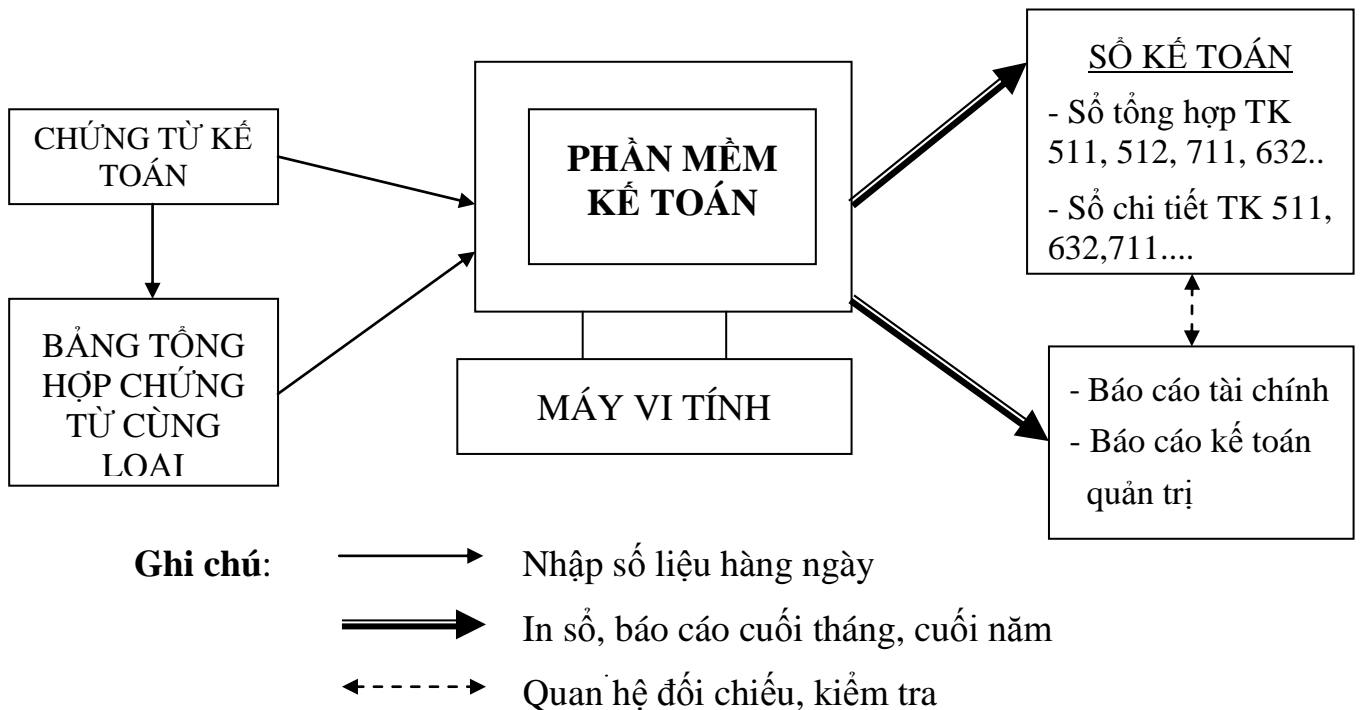 CHỨNG TỪ KẾ
TOÁN
BẢNG TỔNG
HỢP CHỨNG
TỪ CÙNG
LOẠI
PHẦN MỀM
KẾ TOÁN
MÁY VI TÍNH
SỔ KẾ TOÁN
- Sổ tổng hợp TK
511, 512, 711, 632..
- Sổ chi tiết TK 511,
632,711....
- Báo cáo tài chính
- Báo cáo kế toán
quản trị
Ghi chú:
Nhập số liệu hàng ngày
In sổ, báo cáo cuối tháng, cuối năm
Quan hệ đối chiếu, kiểm tra